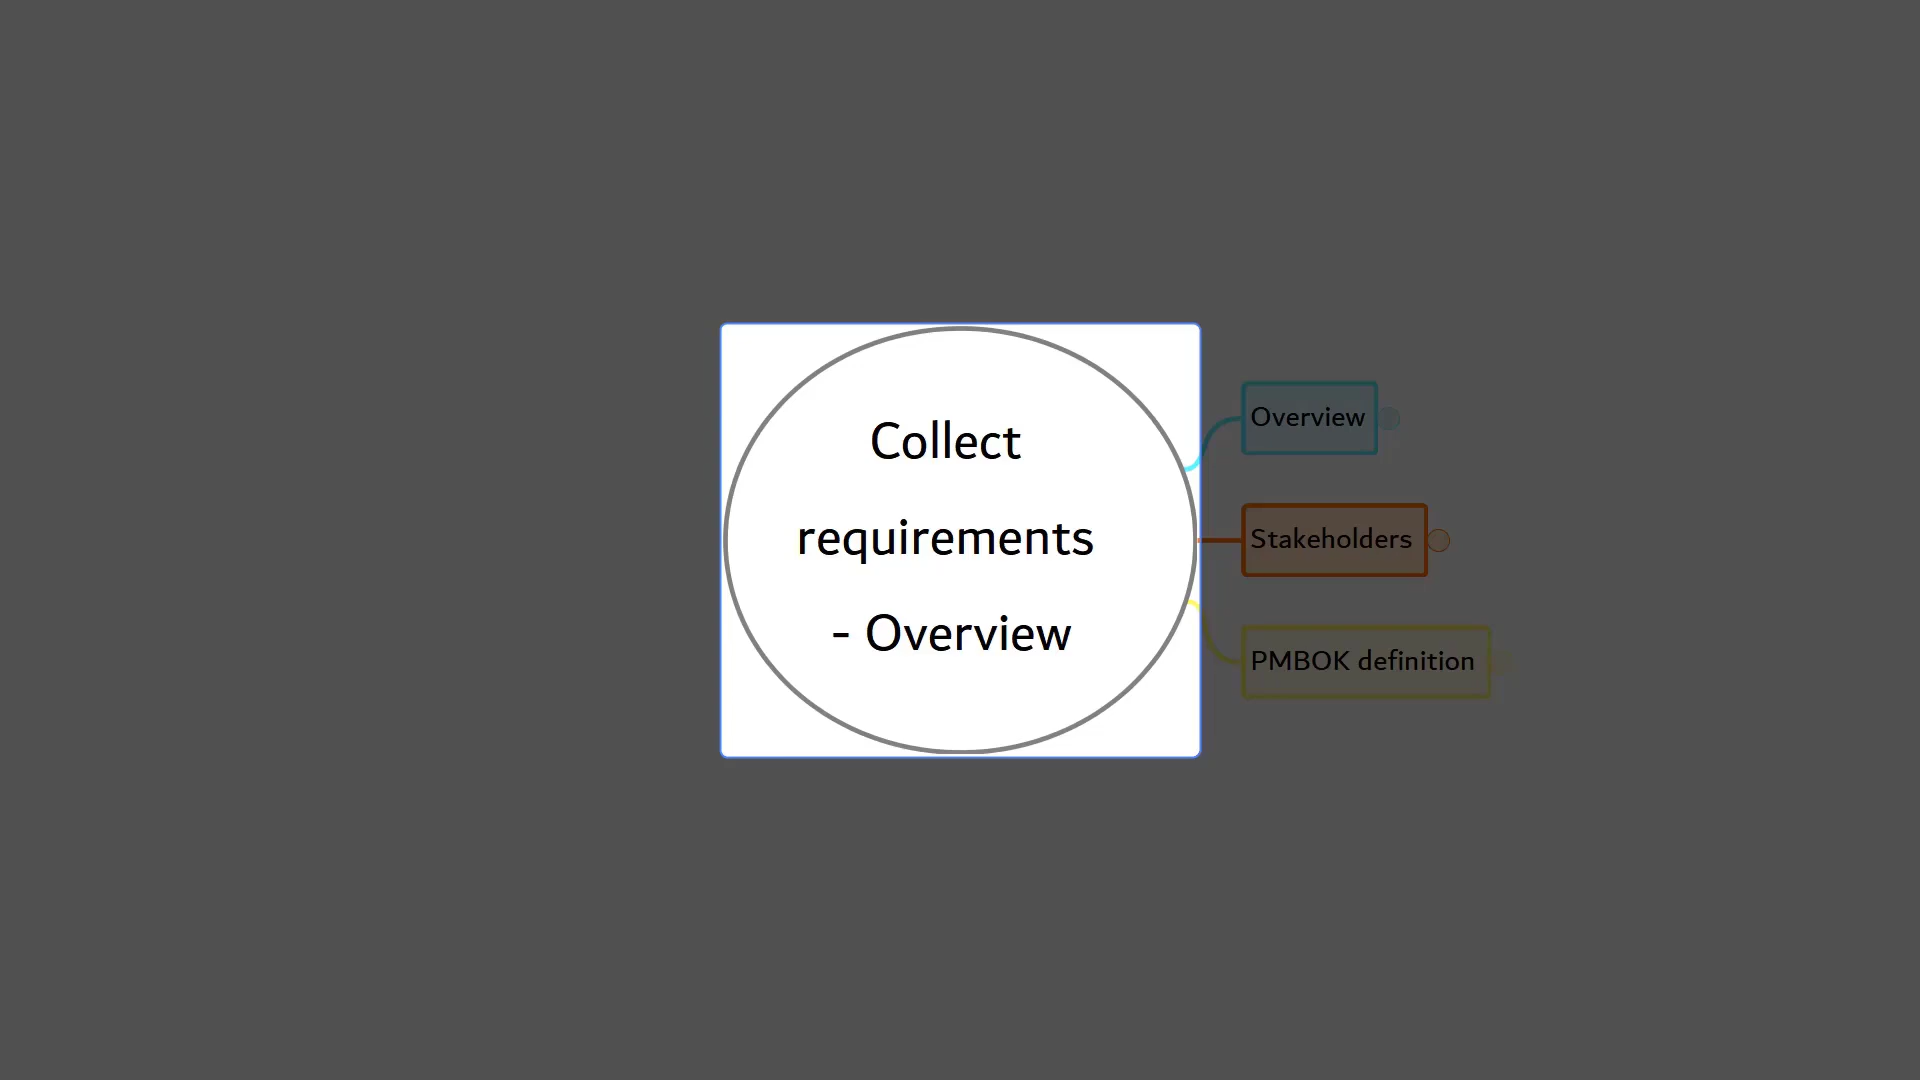 Collect
requirements
- Overview
Overview
Stakeholders
PMBOK definition